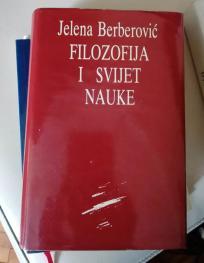 Jelena Berberović
FILOZOFIJA
I SVIJET
NAUKE